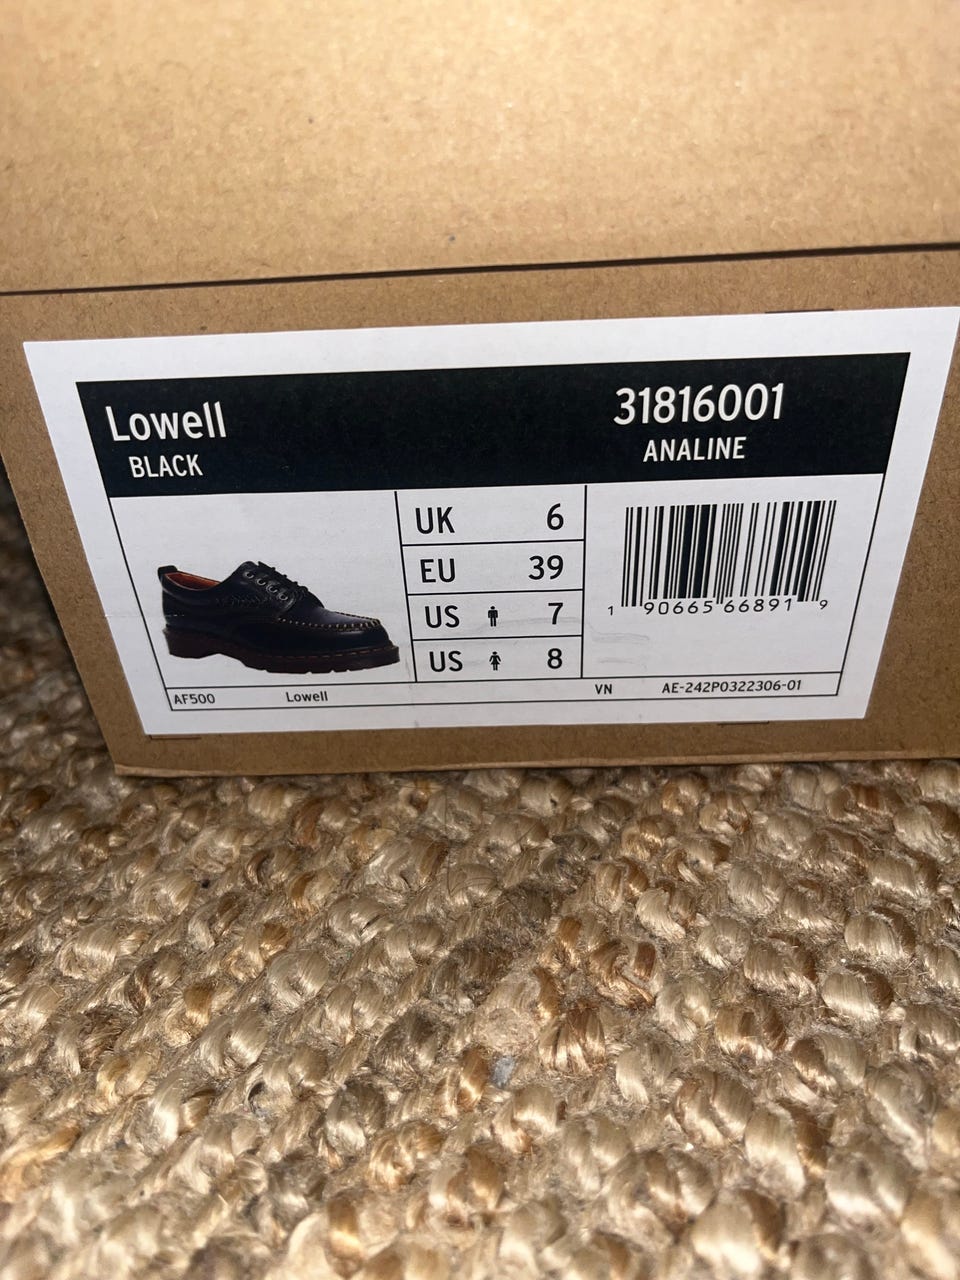 Lowell
BLACK
31816001
ANALINE
UK 6
EU 39
US 7
US 8
1 90665 66891 9
AF500 Lowell VN AE-242P0322306-01